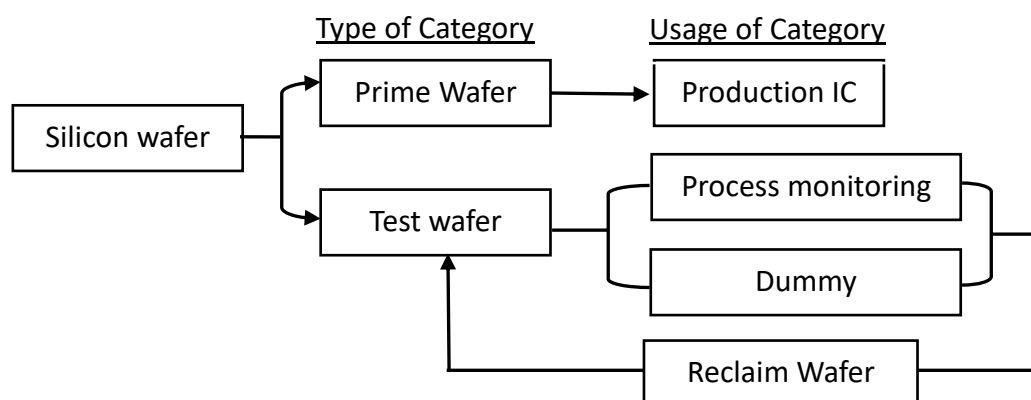 Type of Category
Usage of Category
Prime Wafer
Production IC
Silicon wafer
Process monitoring
Test wafer
Dummy
Reclaim Wafer